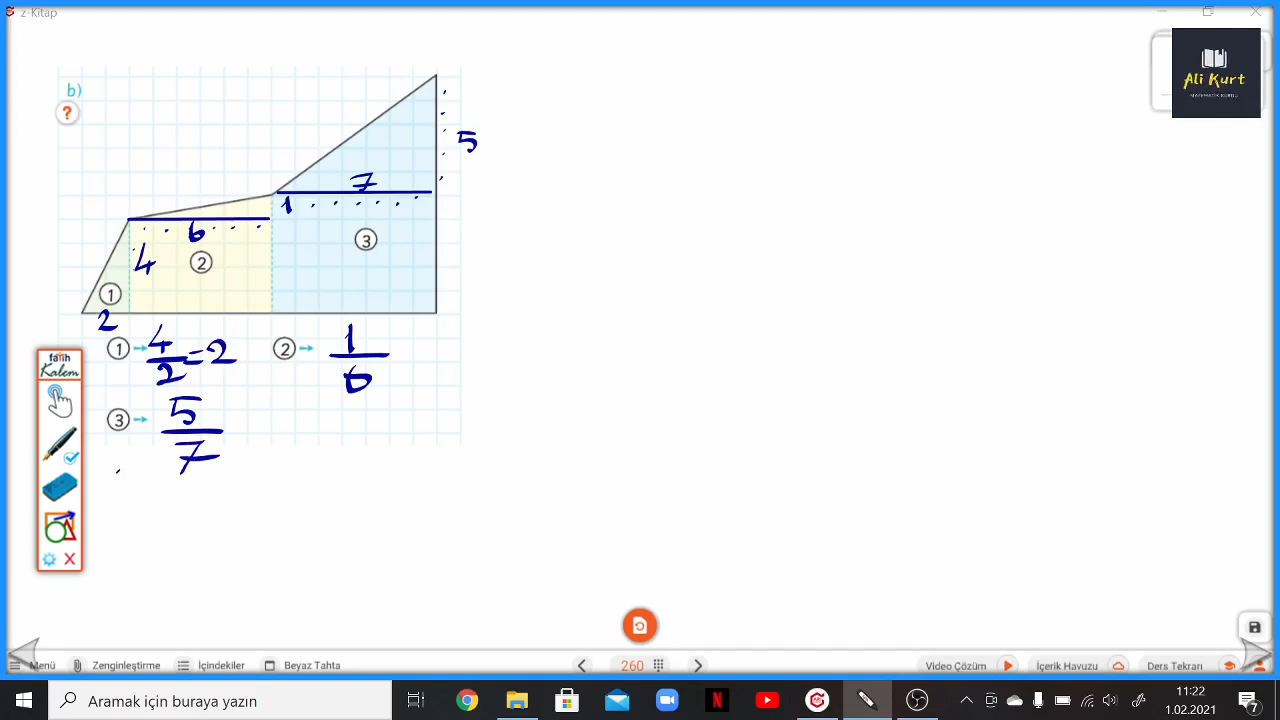 z-Kitap
Ali Kurt
b)
?
5
7
1
6
4
2
3
1
2
1 → 4/2 = 2
2 → 1/6
3 → 5/7
fatih
Kalem
Menü
Zenginleştirme
İçindekiler
Beyaz Tahta
260
Video Çözüm
İçerik Havuzu
Ders Tekrarı
Aramak için buraya yazın
11:22
1.02.2021
7